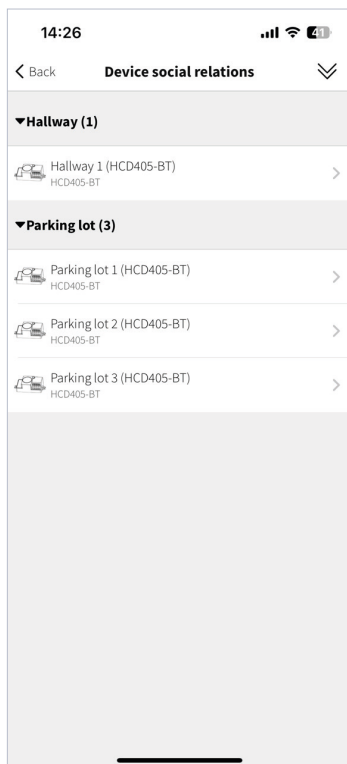 14:26
41
Back
Device social relations
Hallway (1)
Hallway 1 (HCD405-BT)
HCD405-BT
Parking lot (3)
Parking lot 1 (HCD405-BT)
HCD405-BT
Parking lot 2 (HCD405-BT)
HCD405-BT
Parking lot 3 (HCD405-BT)
HCD405-BT